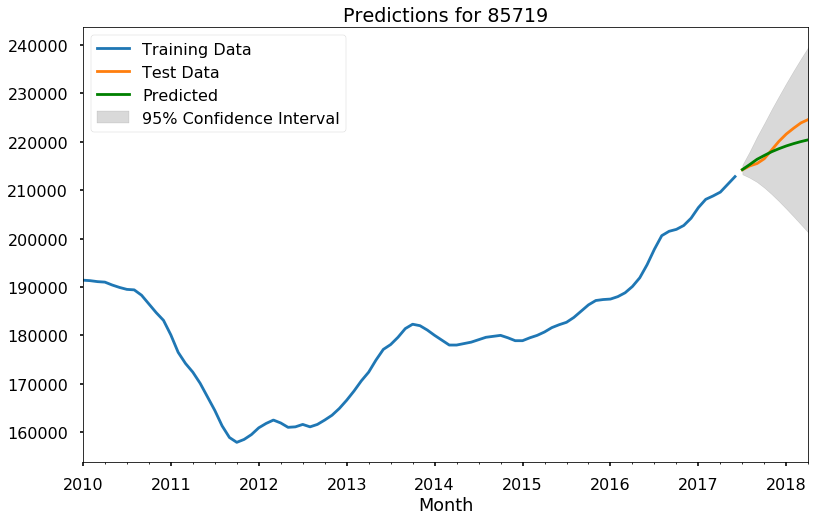 Predictions for 85719
Training Data
Test Data
Predicted
95% Confidence Interval
240000
230000
220000
210000
200000
190000
180000
170000
160000
2010 2011 2012 2013 2014 2015 2016 2017 2018
Month